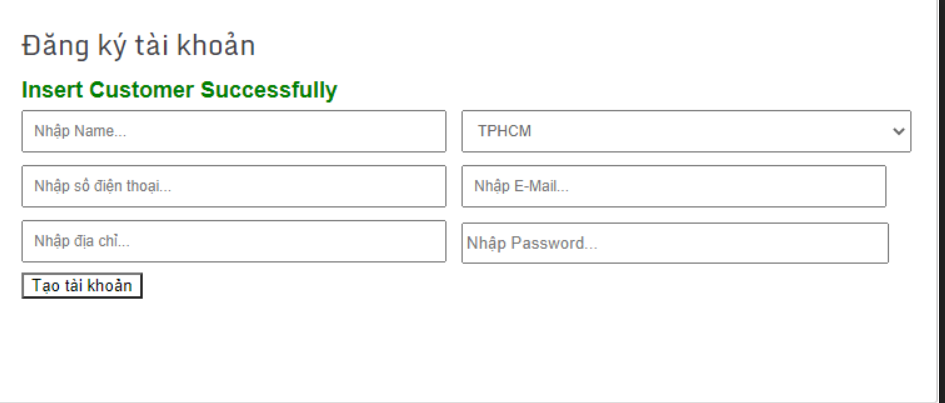 Đăng ký tài khoản
Insert Customer Successfully
Nhập Name...
TPHCM
Nhập số điện thoại...
Nhập E-Mail...
Nhập địa chỉ...
Nhập Password...
Tạo tài khoản